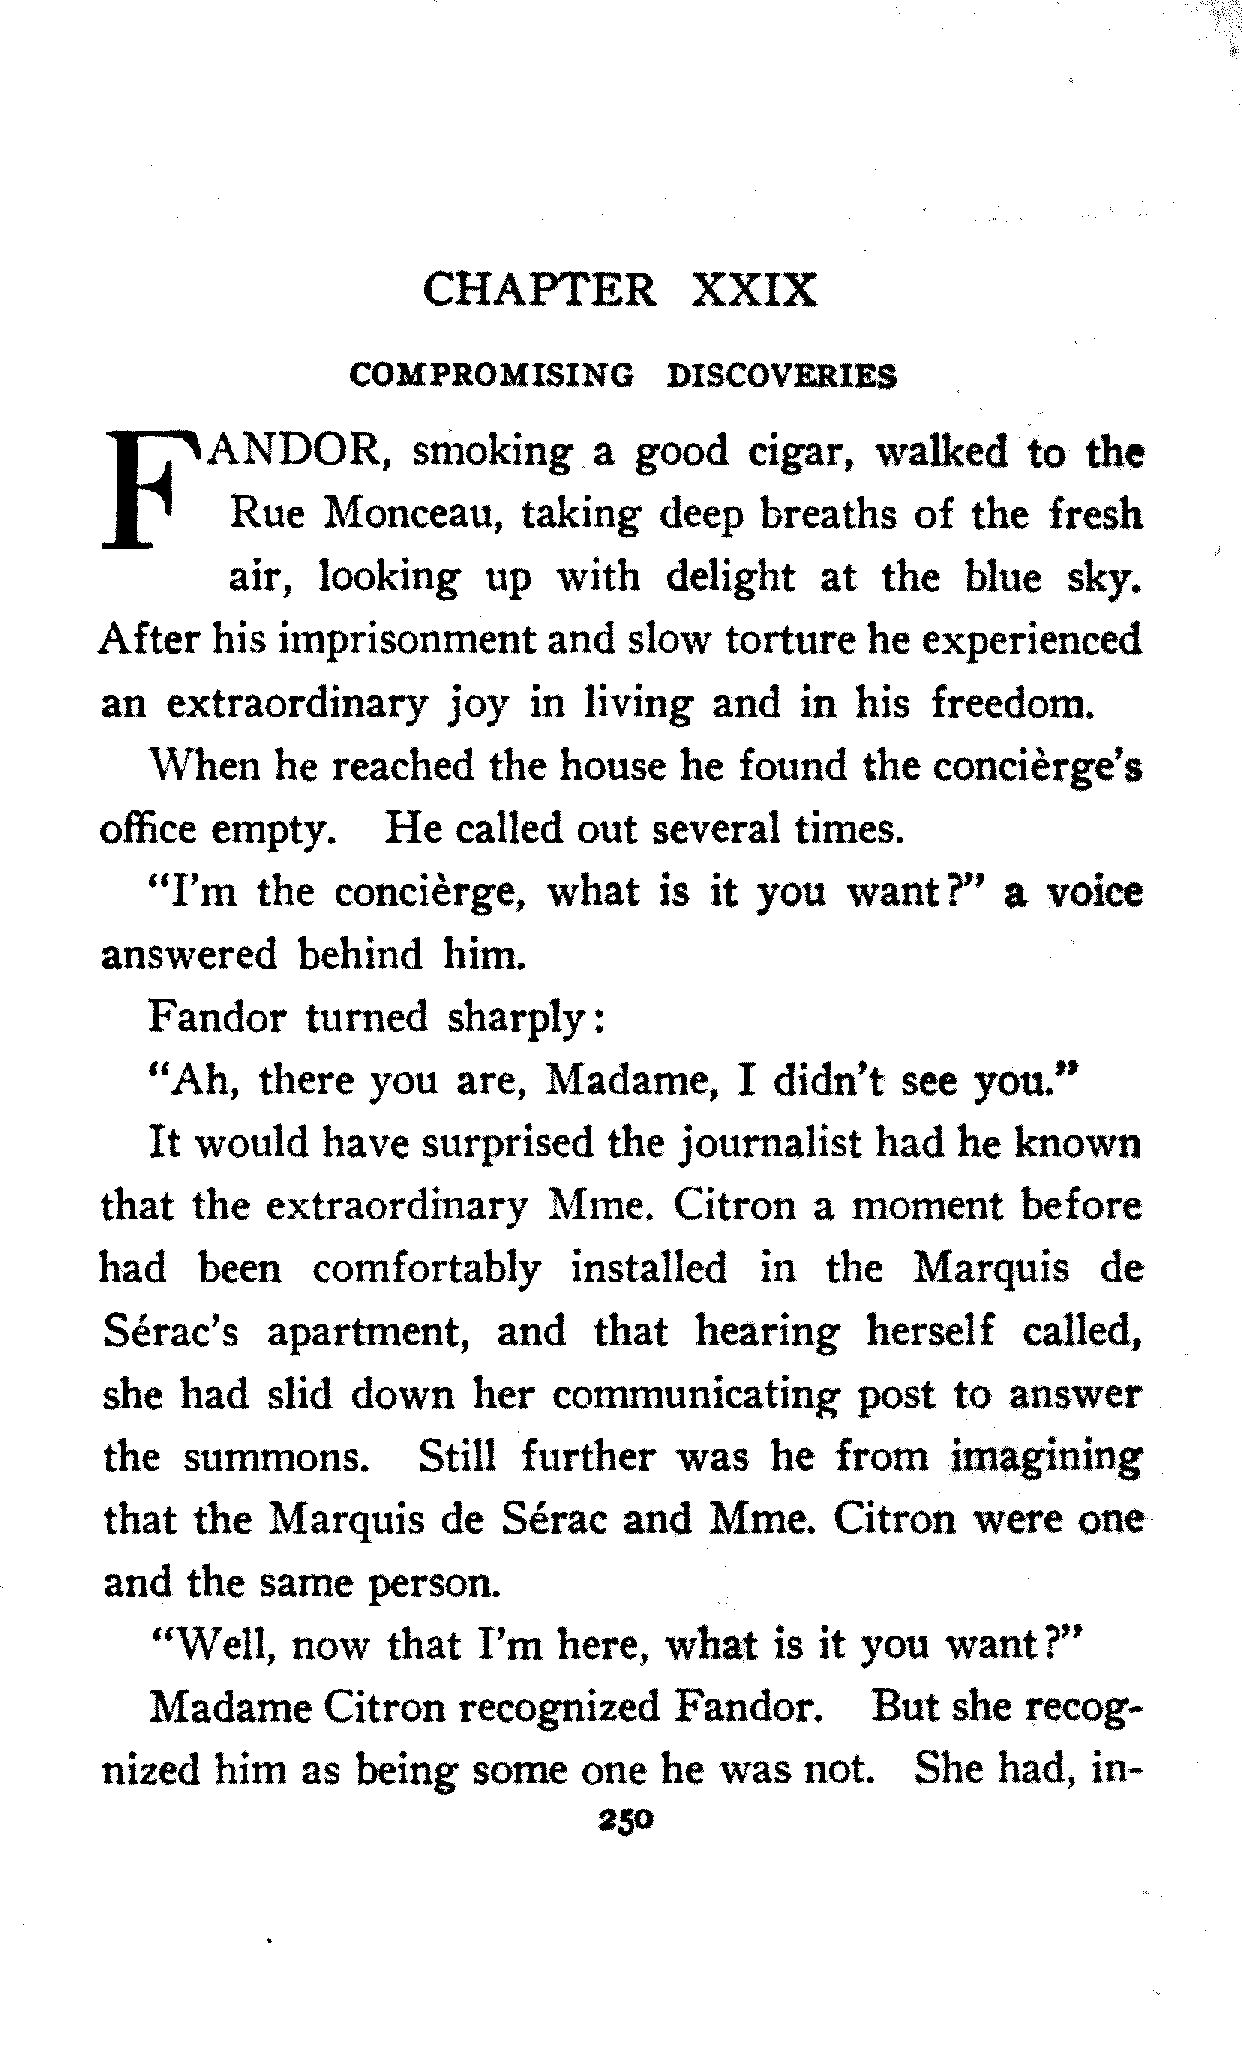 CHAPTER XXIX
COMPROMISING DISCOVERIES
FANDOR, smoking a good cigar, walked to the
Rue Monceau, taking deep breaths of the fresh
air, looking up with delight at the blue sky.
After his imprisonment and slow torture he experienced
an extraordinary joy in living and in his freedom.
When he reached the house he found the concièrge's
office empty. He called out several times.
"I'm the concièrge, what is it you want?" a voice
answered behind him.
Fandor turned sharply:
"Ah, there you are, Madame, I didn't see you."
It would have surprised the journalist had he known
that the extraordinary Mme. Citron a moment before
had been comfortably installed in the Marquis de
Sérac's apartment, and that hearing herself called,
she had slid down her communicating post to answer
the summons. Still further was he from imagining
that the Marquis de Sérac and Mme. Citron were one
and the same person.
"Well, now that I'm here, what is it you want?"
Madame Citron recognized Fandor. But she recog-
nized him as being some one he was not. She had, in-
250